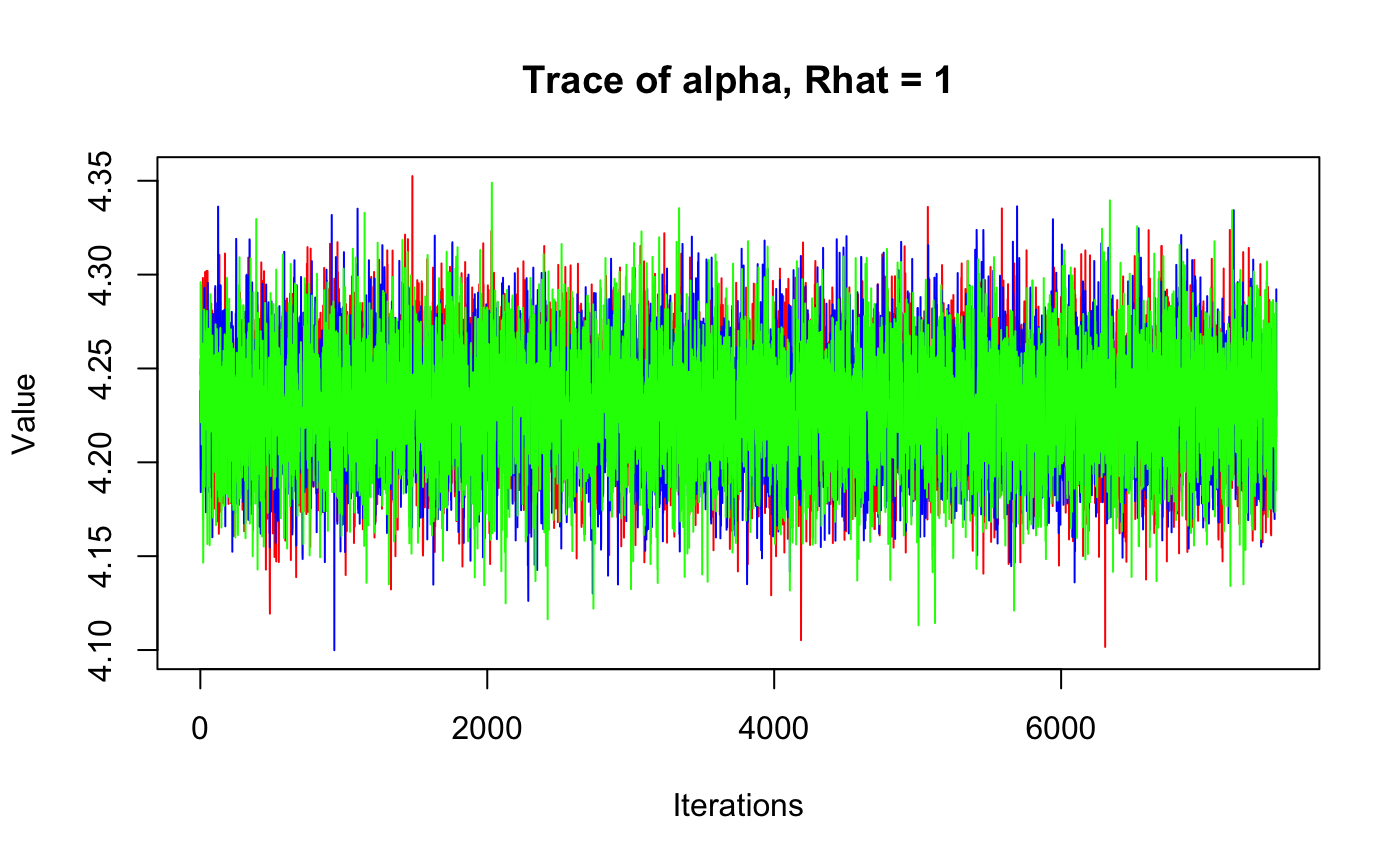 Trace of alpha, Rhat = 1
4.35
4.30
4.25
4.20
4.15
4.10
Value
0 2000 4000 6000
Iterations